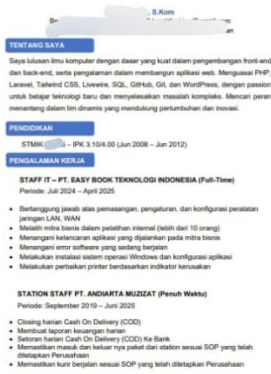 , S.Kom
TENTANG SAYA
Saya lulusan ilmu komputer dengan dasar yang kuat dalam pengembangan front-end
dan back-end, serta pengalaman dalam membangun aplikasi web. Menguasai PHP,
Laravel, Tailwind CSS, Livewire, SQL, GitHub, Git, dan WordPress, dengan passion
untuk belajar teknologi baru dan menyelesaikan masalah kompleks. Mencari peran
menantang dalam tim dinamis yang mendukung pertumbuhan dan inovasi.
PENDIDIKAN
STMIK – IPK 3.10/4.00 (Jun 2008 – Jun 2012)
PENGALAMAN KERJA
STAFF IT – PT. EASY BOOK TEKNOLOGI INDONESIA (Full-Time)
Periode: Juli 2024 – April 2025
• Bertanggung jawab atas pemasangan, pengaturan, dan konfigurasi peralatan
jaringan LAN, WAN
• Melatih mitra bisnis dalam pelatihan internal (lebih dari 10 orang)
• Menangani kelancaran aplikasi yang dijalankan pada mitra bisnis
• Menangani error software yang sedang berjalan
• Melakukan instalasi sistem operasi Windows dan konfigurasi aplikasi
• Melakukan perbaikan printer berdasarkan indikator kerusakan
STATION STAFF PT. ANDIARTA MUZIZAT (Penuh Waktu)
Periode: September 2019 – Juni 2025
• Closing harian Cash On Delivery (COD)
• Membuat laporan keuangan harian
• Setoran harian Cash On Delivery (COD) Ke Bank
• Memastikan masuk dan keluar nya paket dari station sesuai SOP yang telah
ditetapkan Perusahaan
• Memastikan kurir berjalan sesuai SOP yang telah ditetapkan Perusahaan